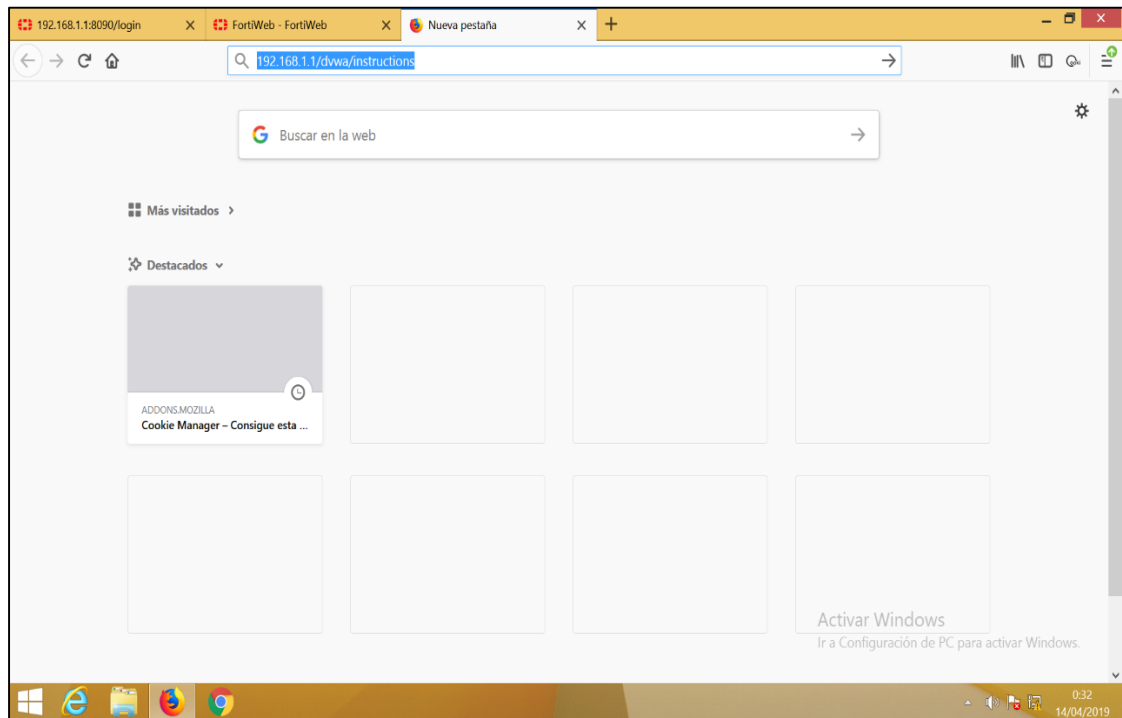 192.168.1.1:8090/login
FortiWeb - FortiWeb
Nueva pestaña
192.168.1.1/dvwa/instructions
Buscar en la web
Más visitados
Destacados
ADDONS.MOZILLA
Cookie Manager – Consigue esta ...
Activar Windows
Ir a Configuración de PC para activar Windows.
0:32
14/04/2019